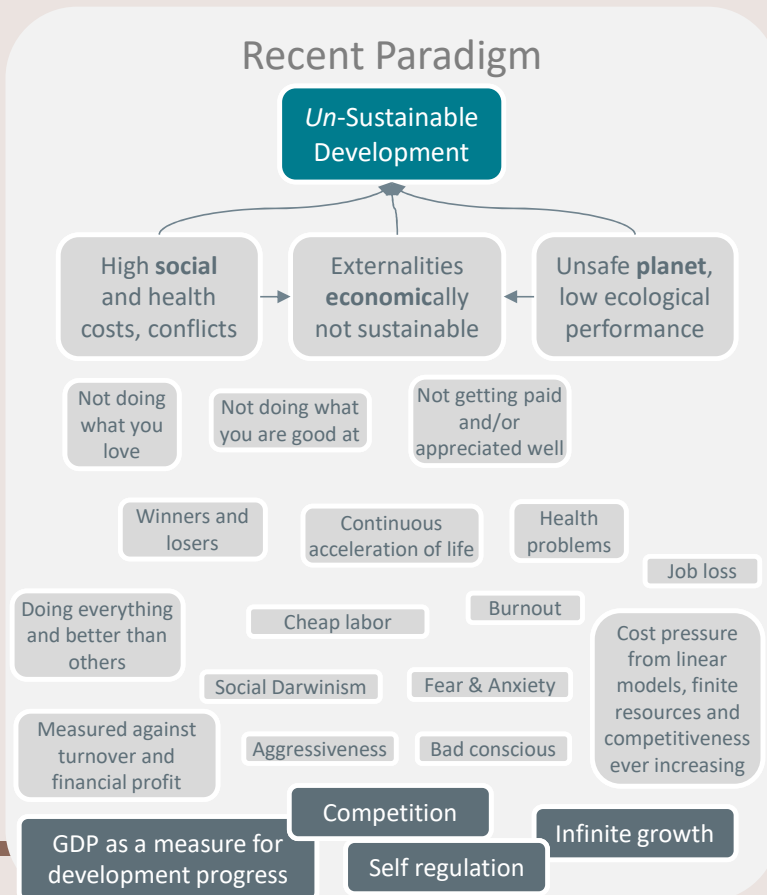 Recent Paradigm
Un-Sustainable
Development
High social
and health
costs, conflicts
Externalities
economically
not sustainable
Unsafe planet,
low ecological
performance
Not doing
what you
love
Not doing what
you are good at
Not getting paid
and/or
appreciated well
Winners and
losers
Continuous
acceleration of life
Health
problems
Job loss
Doing everything
and better than
others
Cheap labor
Burnout
Cost pressure
from linear
models, finite
resources and
competitiveness
ever increasing
Social Darwinism
Fear & Anxiety
Measured against
turnover and
financial profit
Aggressiveness
Bad conscious
Competition
Infinite growth
GDP as a measure for
development progress
Self regulation